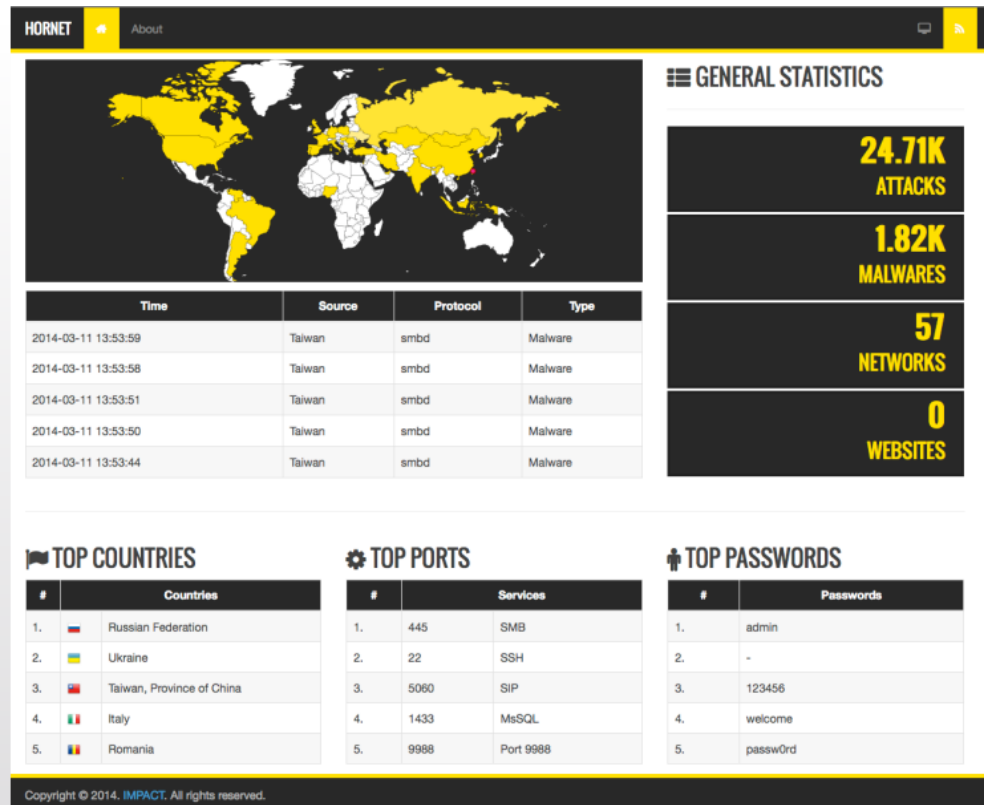 HORNET About
GENERAL STATISTICS
24.71K
ATTACKS
1.82K
MALWARES
57
NETWORKS
0
WEBSITES
Time Source Protocol Type
2014-03-11 13:53:59 Taiwan smbd Malware
2014-03-11 13:53:58 Taiwan smbd Malware
2014-03-11 13:53:51 Taiwan smbd Malware
2014-03-11 13:53:50 Taiwan smbd Malware
2014-03-11 13:53:44 Taiwan smbd Malware
TOP COUNTRIES
# Countries
1. Russian Federation
2. Ukraine
3. Taiwan, Province of China
4. Italy
5. Romania
TOP PORTS
# Services
1. 445 SMB
2. 22 SSH
3. 5060 SIP
4. 1433 MsSQL
5. 9988 Port 9988
TOP PASSWORDS
# Passwords
1. admin
2. -
3. 123456
4. welcome
5. passw0rd
Copyright © 2014. IMPACT. All rights reserved.